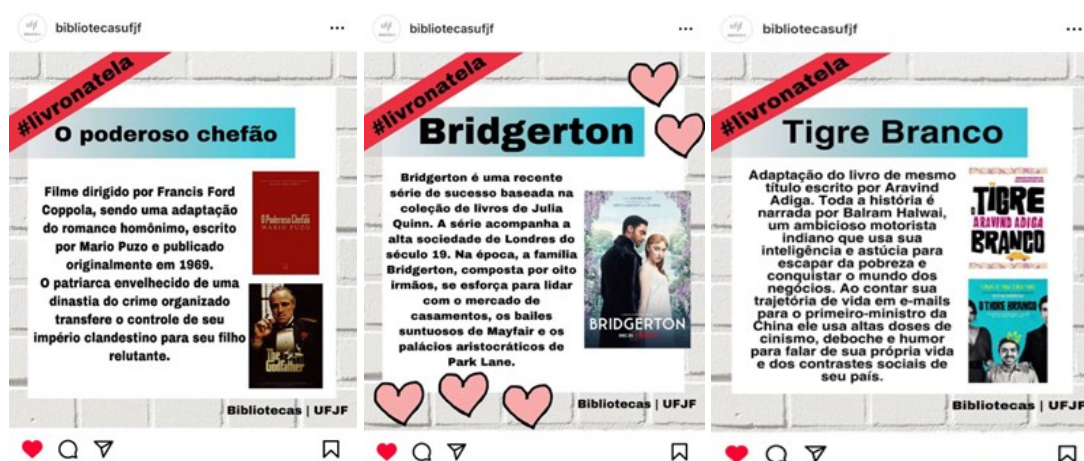 bibliotecasufjf
#livronatela
O poderoso chefão
Filme dirigido por Francis Ford
Coppola, sendo uma adaptação
do romance homônimo, escrito
por Mario Puzo e publicado
originalmente em 1969.
O patriarca envelhecido de uma
dinastia do crime organizado
transfere o controle de seu
império clandestino para seu filho
relutante.
O Poderoso Chefão
MARIO PUZO
The
Godfather
Bibliotecas | UFJF
bibliotecasufjf
#livronatela
Bridgerton
Bridgerton é uma recente
série de sucesso baseada na
coleção de livros de Julia
Quinn. A série acompanha a
alta sociedade de Londres do
século 19. Na época, a família
Bridgerton, composta por oito
irmãos, se esforça para lidar
com o mercado de
casamentos, os bailes
suntuosos de Mayfair e os
palácios aristocráticos de
Park Lane.
BRIDGERTON
Bibliotecas | UFJF
bibliotecasufjf
#livronatela
Tigre Branco
Adaptação do livro de mesmo
título escrito por Aravind
Adiga. Toda a história é
narrada por Balram Halwai,
um ambicioso motorista
indiano que usa sua
inteligência e astúcia para
escapar da pobreza e
conquistar o mundo dos
negócios. Ao contar sua
trajetória de vida em e-mails
para o primeiro-ministro da
China ele usa altas doses de
cinismo, deboche e humor
para falar de sua própria vida
e dos contrastes sociais de
seu país.
O TIGRE
ARAVIND ADIGA
BRANCO
O TIGRE BRANCO
Bibliotecas | UFJF